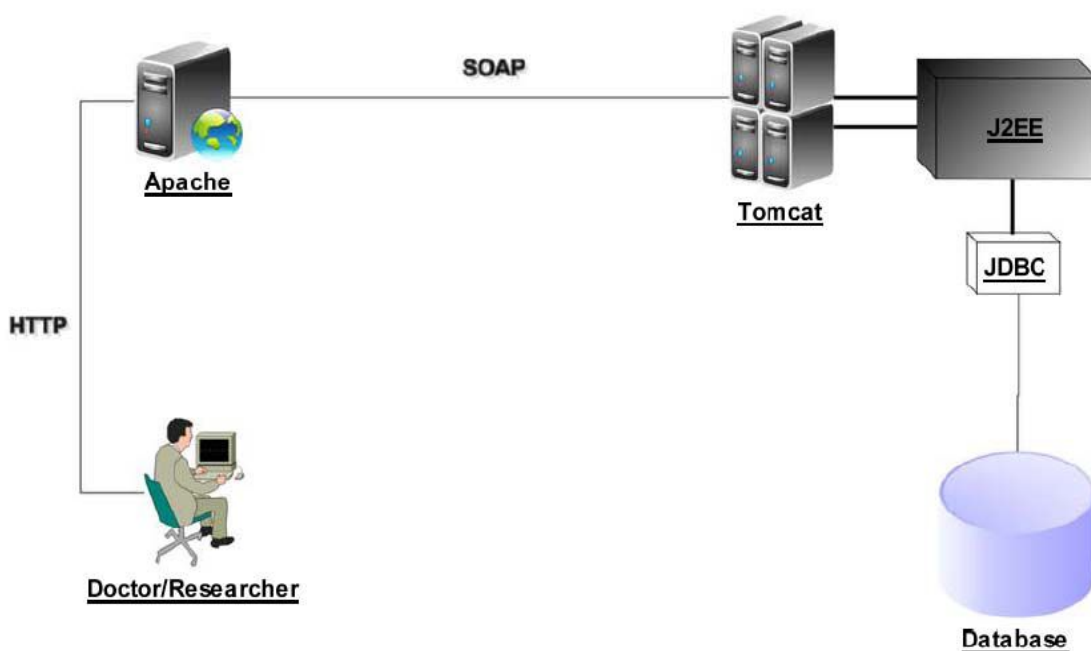 SOAP
J2EE
Apache
Tomcat
JDBC
HTTP
Doctor/Researcher
Database